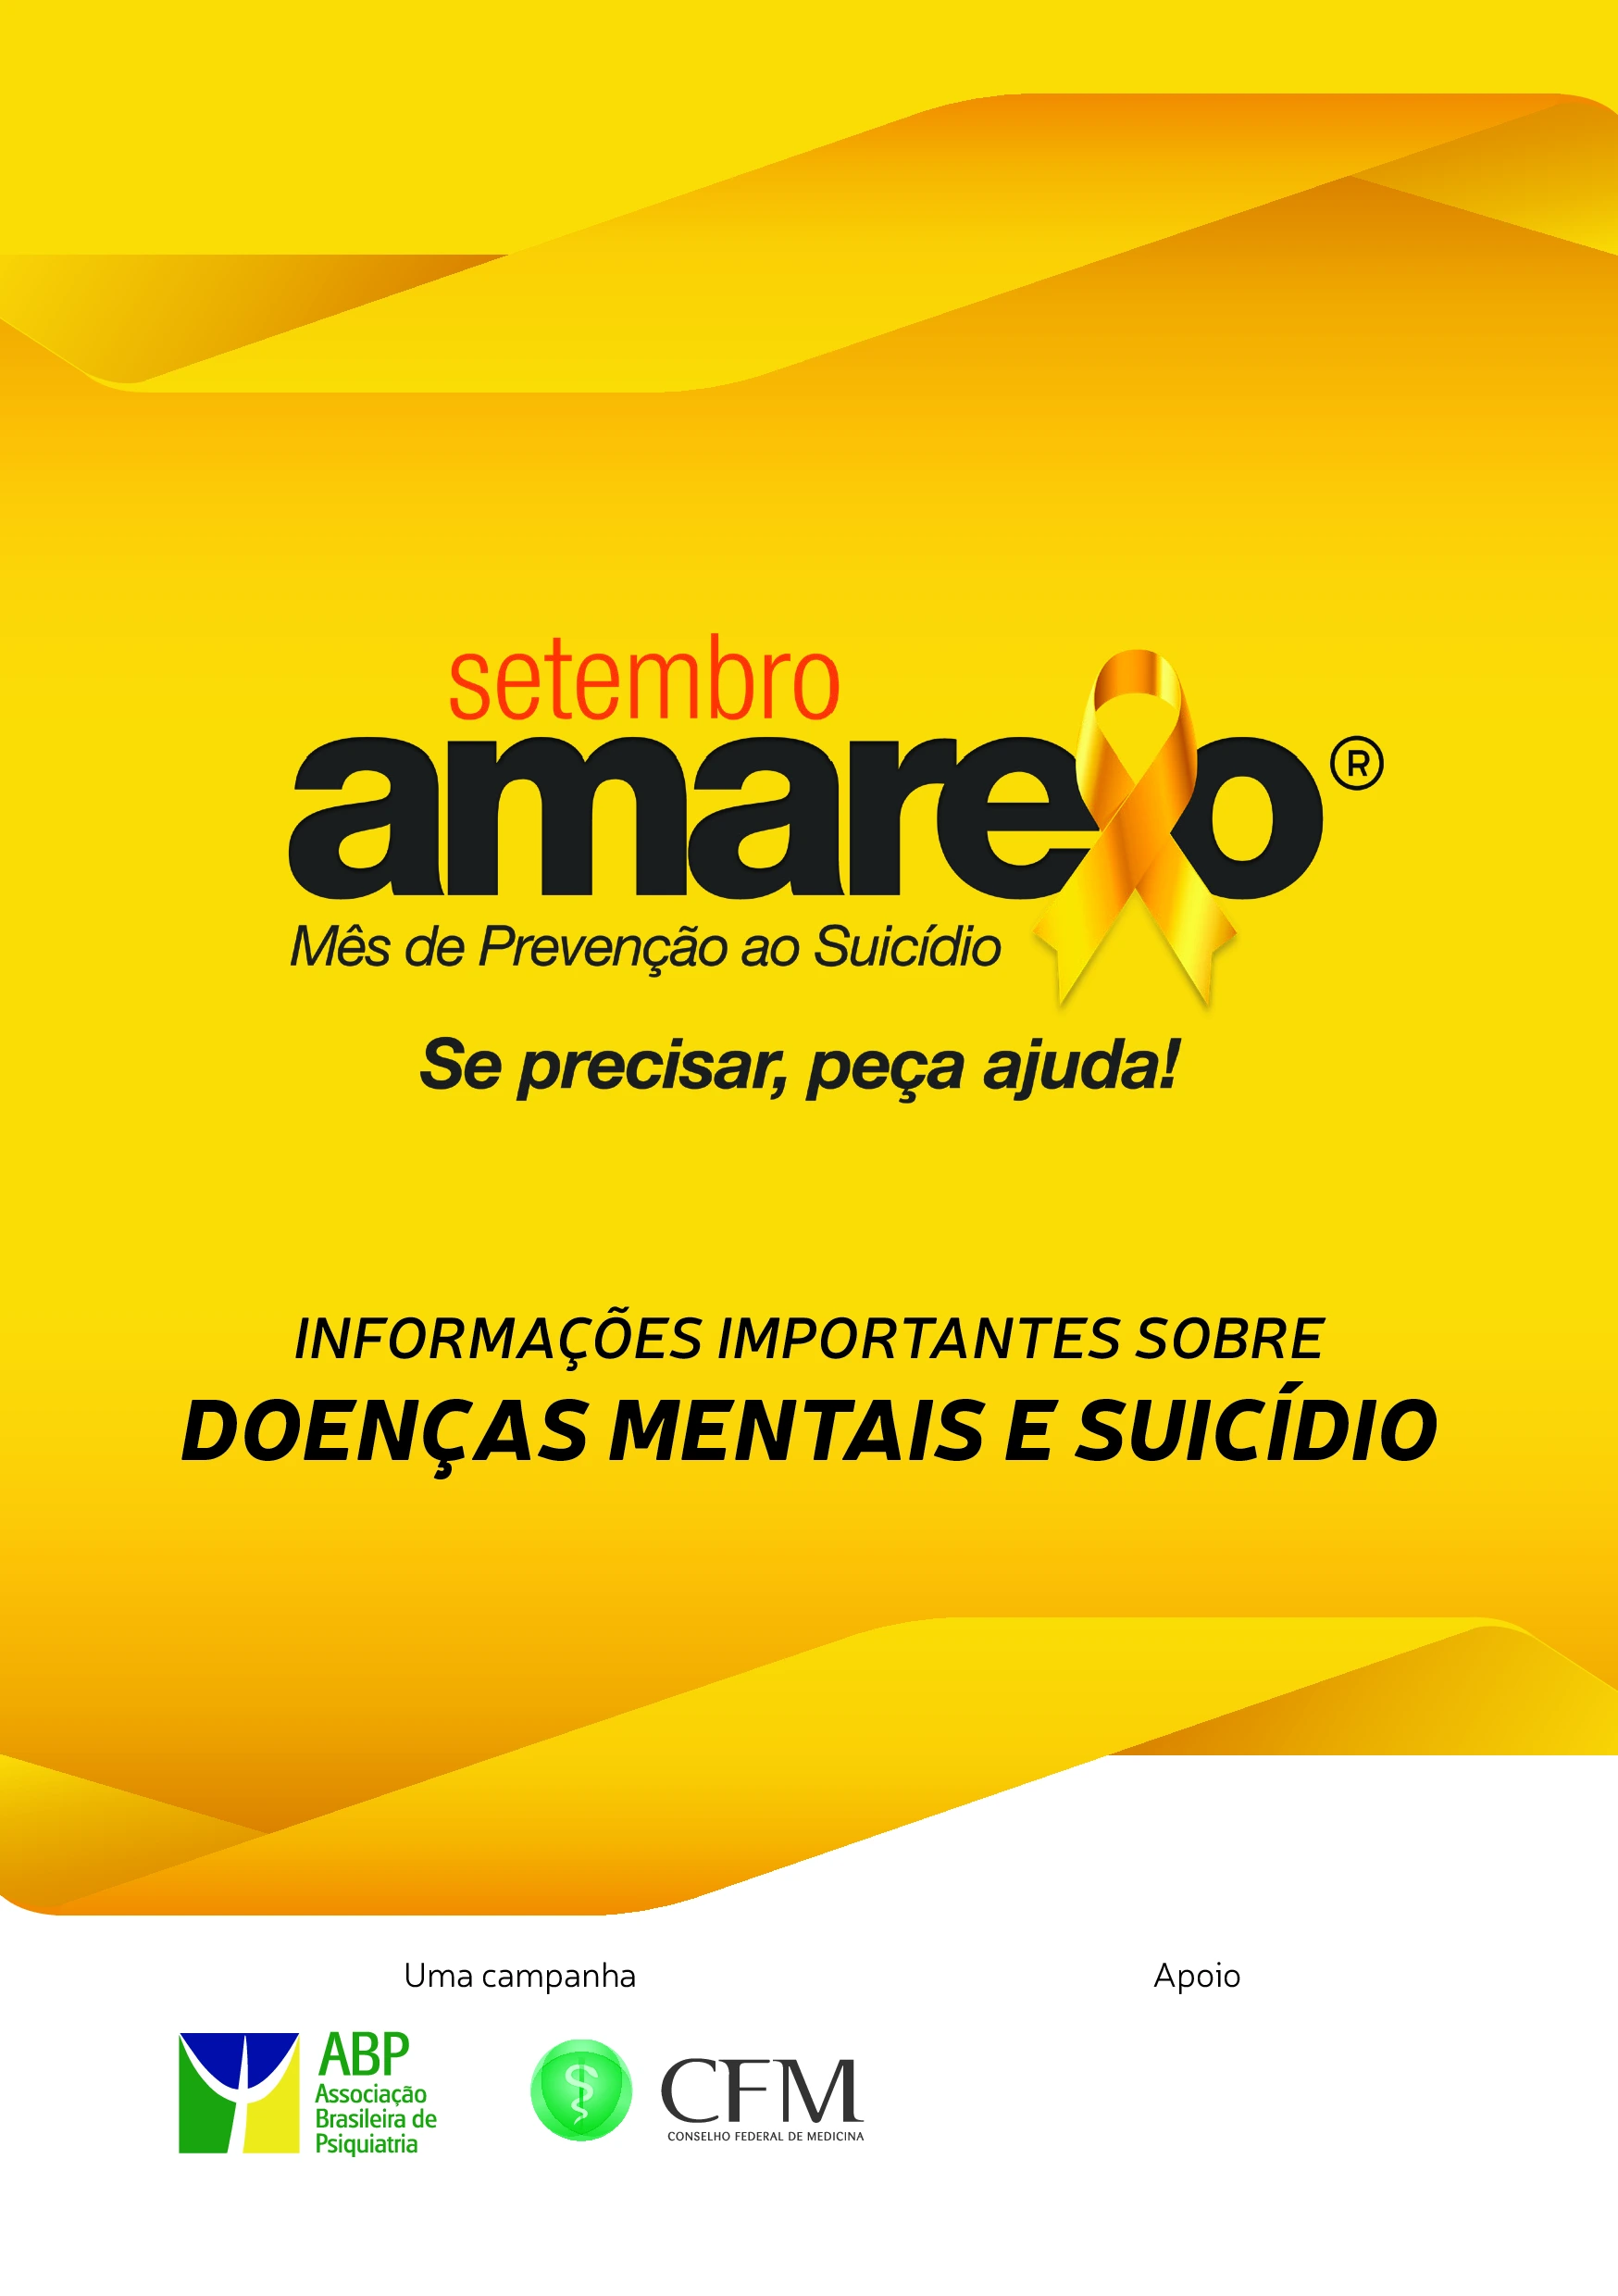 setembro
amarelo®
Mês de Prevenção ao Suicídio
Se precisar, peça ajuda!
INFORMAÇÕES IMPORTANTES SOBRE
DOENÇAS MENTAIS E SUICÍDIO
Uma campanha
Apoio
ABP
Associação
Brasileira de
Psiquiatria
CFM
CONSELHO FEDERAL DE MEDICINA